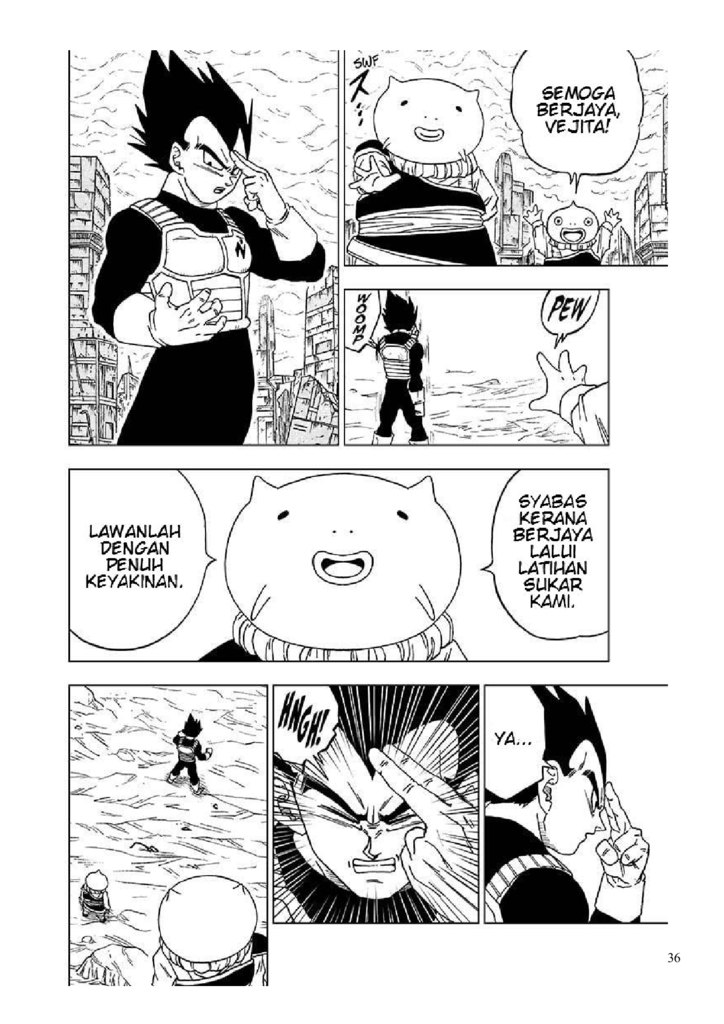 SEMOGA
BERJAYA,
VEJITA!
SWF
ス…
PEW
WOOMP
SYABAS
KERANA
BERJAYA
LALUI
LATIHAN
SUKAR
KAMI.
LAWANLAH
DENGAN
PENUH
KEYAKINAN.
YA...
HNGH!
36